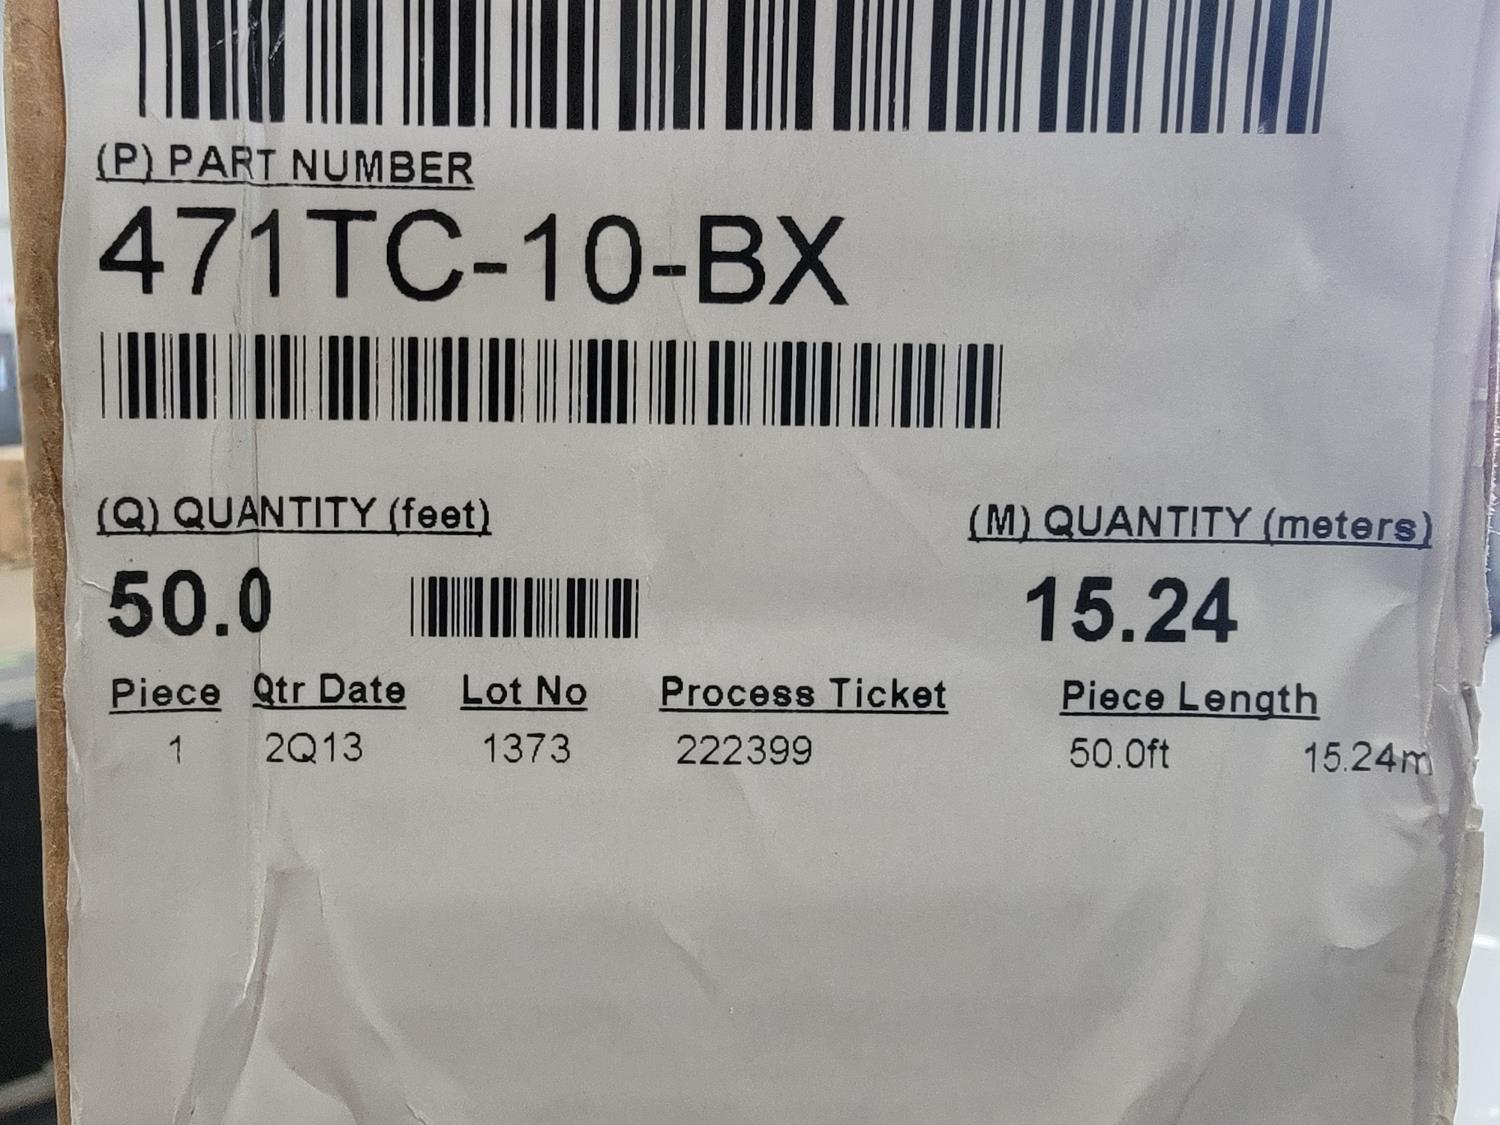 (P) PART NUMBER
471TC-10-BX
(Q) QUANTITY (feet) (M) QUANTITY (meters)
50.0 15.24
Piece Qtr Date Lot No Process Ticket Piece Length
1 2Q13 1373 222399 50.0ft 15.24m